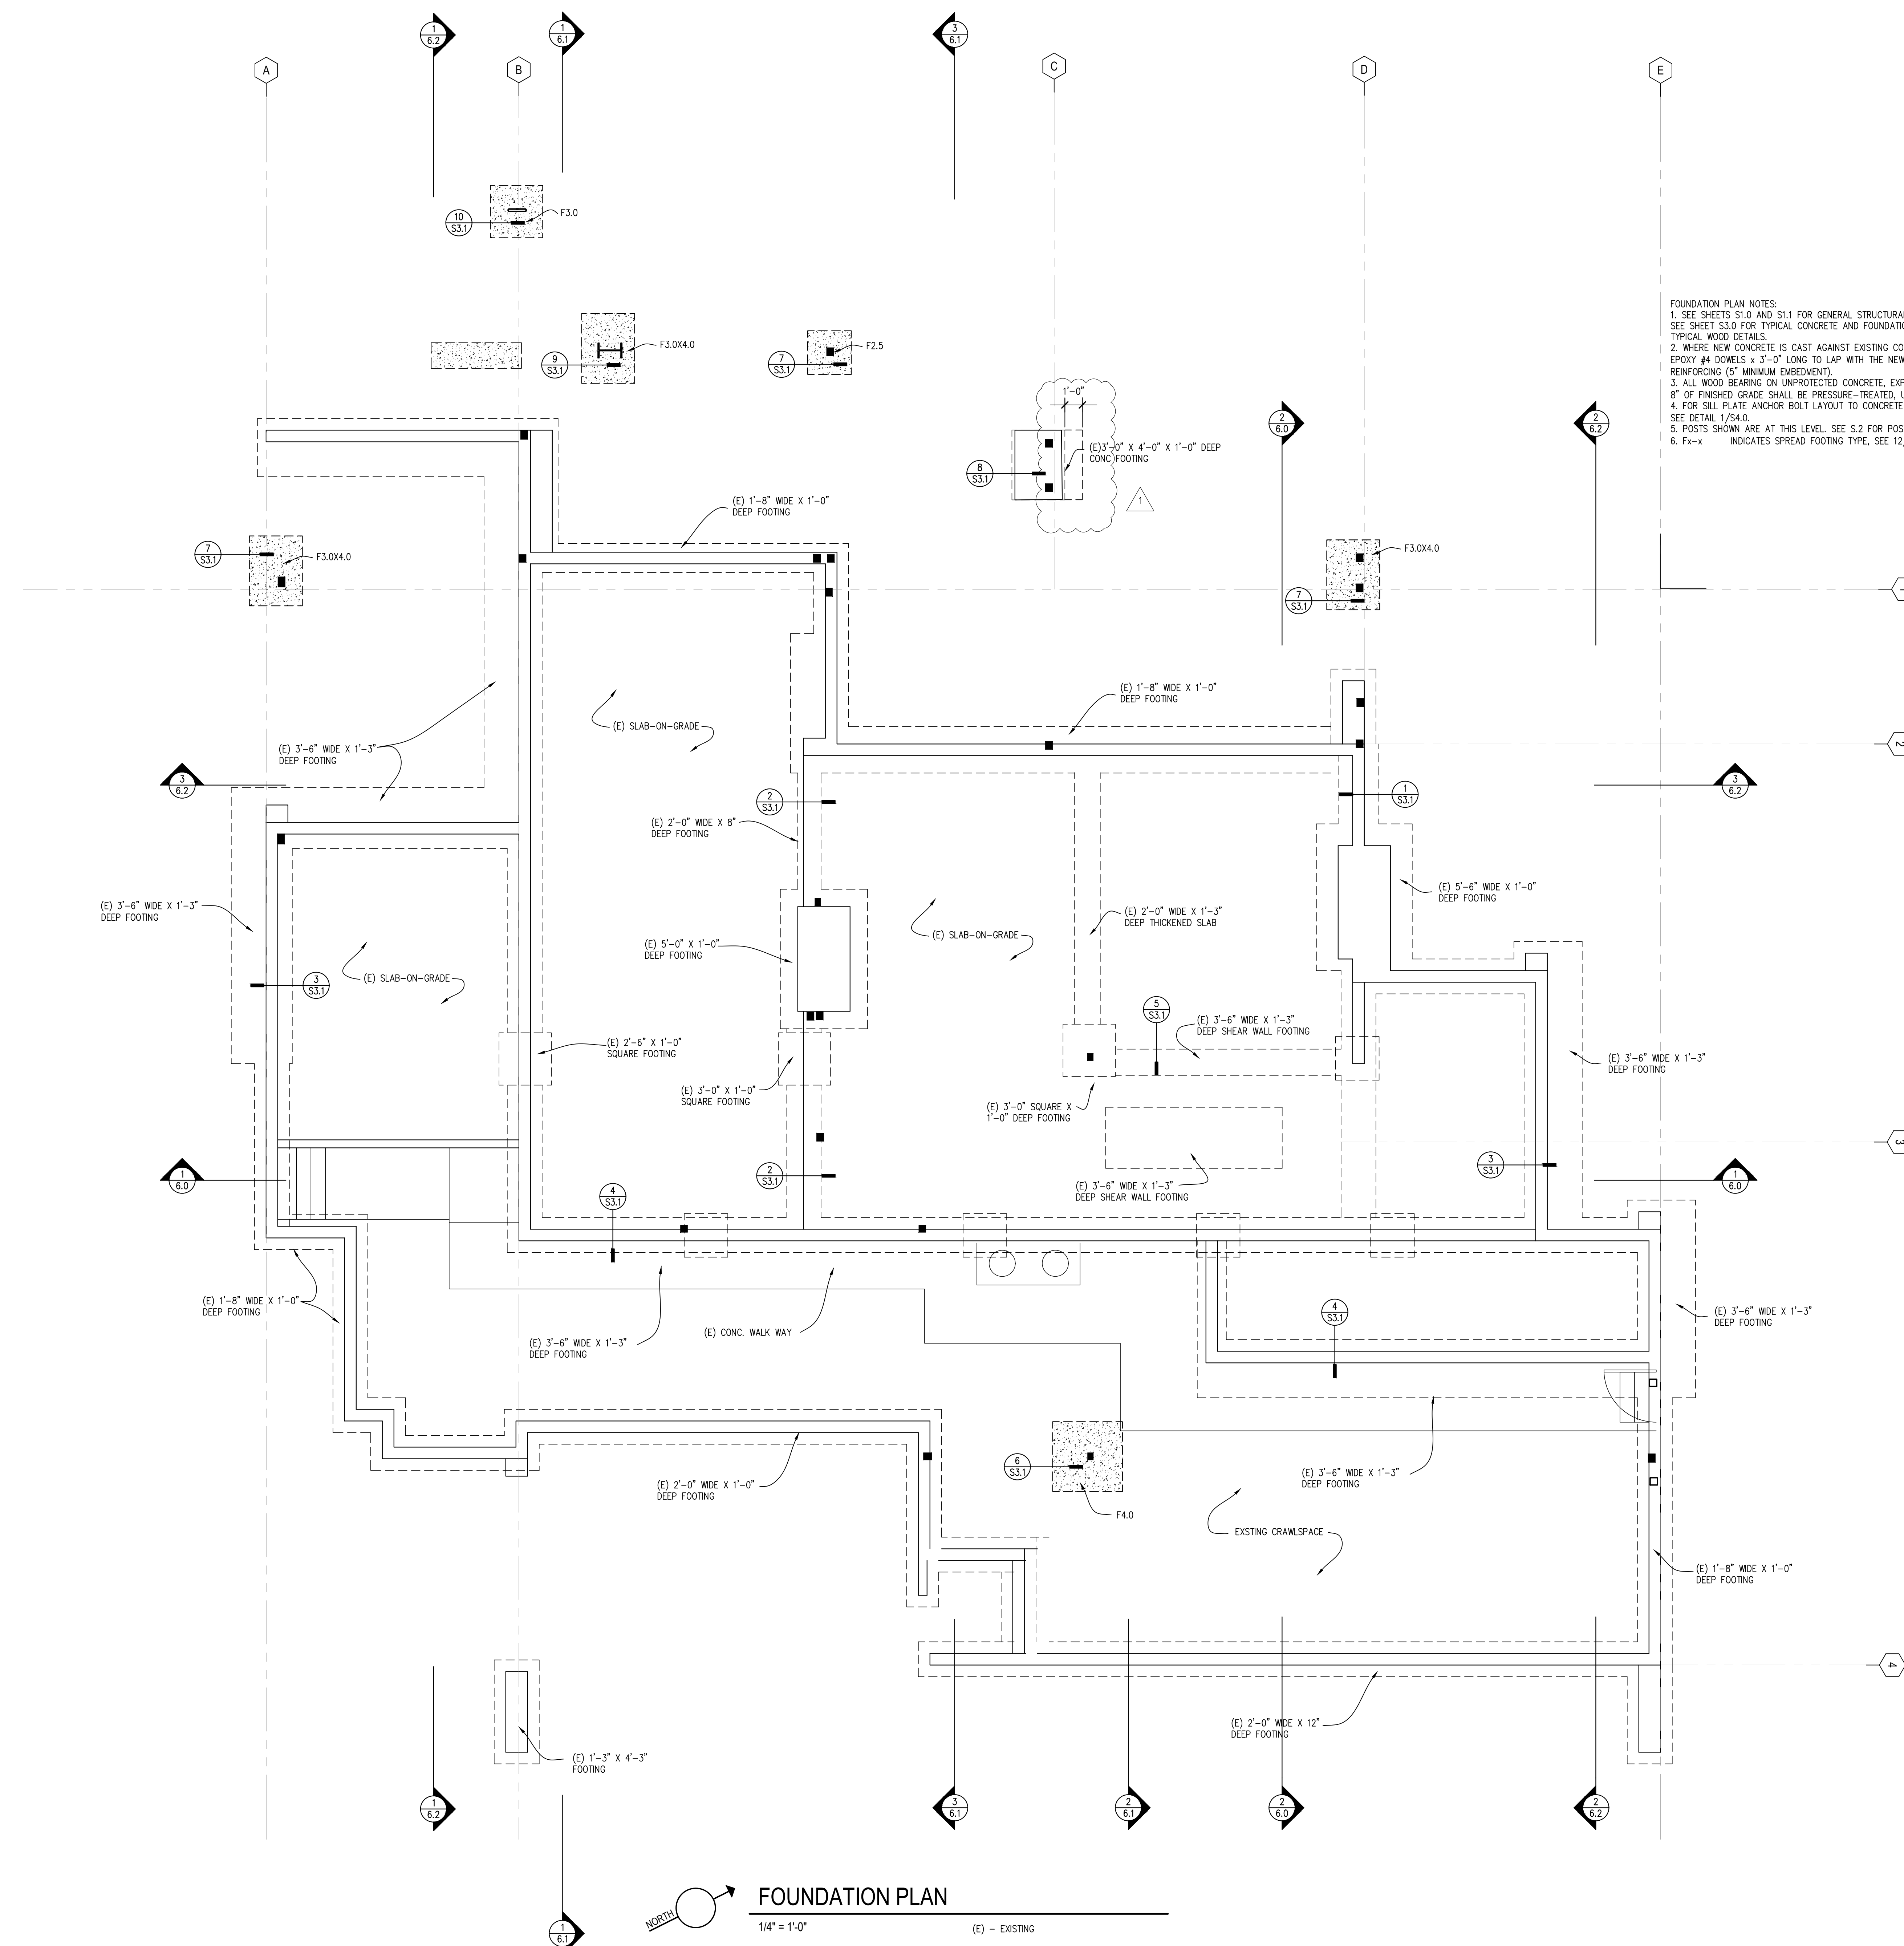 1
6.2
1
6.1
3
6.1
A
B
C
D
E
10
S3.1
F3.0
9
S3.1
F3.0X4.0
7
S3.1
F2.5
FOUNDATION PLAN NOTES:
1. SEE SHEETS S1.0 AND S1.1 FOR GENERAL STRUCTURAL
SEE SHEET S3.0 FOR TYPICAL CONCRETE AND FOUNDATIO
TYPICAL WOOD DETAILS.
2. WHERE NEW CONCRETE IS CAST AGAINST EXISTING CO
EPOXY #4 DOWELS x 3'-0" LONG TO LAP WITH THE NEW
REINFORCING (5" MINIMUM EMBEDMENT).
3. ALL WOOD BEARING ON UNPROTECTED CONCRETE, EXP
8" OF FINISHED GRADE SHALL BE PRESSURE-TREATED, U
4. FOR SILL PLATE ANCHOR BOLT LAYOUT TO CONCRETE
SEE DETAIL 1/S4.0.
5. POSTS SHOWN ARE AT THIS LEVEL. SEE S.2 FOR POS
6. Fx-x INDICATES SPREAD FOOTING TYPE, SEE 12
1'-0"
2
6.0
2
6.2
(E)3'-0" X 4'-0" X 1'-0" DEEP
CONC FOOTING
8
S3.1
1
(E) 1'-8" WIDE X 1'-0"
DEEP FOOTING
7
S3.1
F3.0X4.0
F3.0X4.0
7
S3.1
1
(E) 1'-8" WIDE X 1'-0"
DEEP FOOTING
(E) SLAB-ON-GRADE
(E) 3'-6" WIDE X 1'-3"
DEEP FOOTING
2
3
6.2
3
6.2
2
S3.1
1
S3.1
(E) 2'-0" WIDE X 8"
DEEP FOOTING
(E) 5'-6" WIDE X 1'-0"
DEEP FOOTING
(E) 3'-6" WIDE X 1'-3"
DEEP FOOTING
(E) 2'-0" WIDE X 1'-3"
DEEP THICKENED SLAB
(E) 5'-0" X 1'-0"
DEEP FOOTING
(E) SLAB-ON-GRADE
(E) SLAB-ON-GRADE
3
S3.1
5
S3.1
(E) 3'-6" WIDE X 1'-3"
DEEP SHEAR WALL FOOTING
(E) 2'-6" X 1'-0"
SQUARE FOOTING
(E) 3'-6" WIDE X 1'-3"
DEEP FOOTING
(E) 3'-0" X 1'-0"
SQUARE FOOTING
(E) 3'-0" SQUARE X
1'-0" DEEP FOOTING
3
1
6.0
2
S3.1
3
S3.1
1
6.0
(E) 3'-6" WIDE X 1'-3"
DEEP SHEAR WALL FOOTING
4
S3.1
(E) 1'-8" WIDE X 1'-0"
DEEP FOOTING
4
S3.1
(E) 3'-6" WIDE X 1'-3"
DEEP FOOTING
(E) CONC. WALK WAY
(E) 3'-6" WIDE X 1'-3"
DEEP FOOTING
6
S3.1
(E) 3'-6" WIDE X 1'-3"
DEEP FOOTING
(E) 2'-0" WIDE X 1'-0"
DEEP FOOTING
F4.0
EXSTING CRAWLSPACE
(E) 1'-8" WIDE X 1'-0"
DEEP FOOTING
4
(E) 2'-0" WIDE X 12"
DEEP FOOTING
(E) 1'-3" X 4'-3"
FOOTING
1
6.2
3
6.1
2
6.1
2
6.0
2
6.2
1
6.1
NORTH
FOUNDATION PLAN
1/4" = 1'-0"
(E) - EXISTING